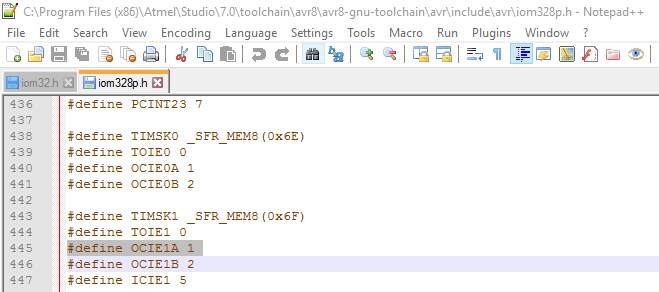 C:\Program Files (x86)\Atmel\Studio\7.0\toolchain\avr8\avr8-gnu-toolchain\avr\include\avr\iom328p.h - Notepad++
File Edit Search View Encoding Language Settings Tools Macro Run Plugins Window ?
iom32.h iom328p.h
436 #define PCINT23 7
437
438 #define TIMSK0 _SFR_MEM8(0x6E)
439 #define TOIE0 0
440 #define OCIE0A 1
441 #define OCIE0B 2
442
443 #define TIMSK1 _SFR_MEM8(0x6F)
444 #define TOIE1 0
445 #define OCIE1A 1
446 #define OCIE1B 2
447 #define ICIE1 5